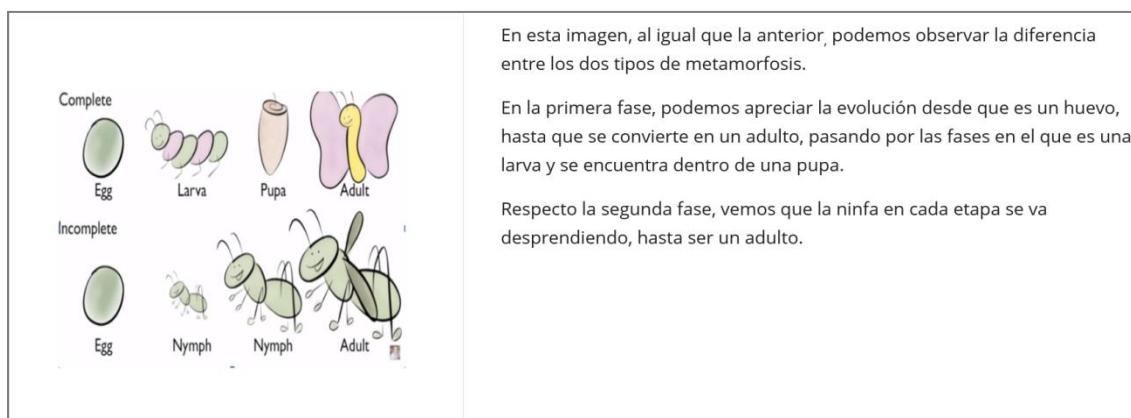 Complete
Egg Larva Pupa Adult
Incomplete
Egg Nymph Nymph Adult
En esta imagen, al igual que la anterior, podemos observar la diferencia
entre los dos tipos de metamorfosis.
En la primera fase, podemos apreciar la evolución desde que es un huevo,
hasta que se convierte en un adulto, pasando por las fases en el que es una
larva y se encuentra dentro de una pupa.
Respecto la segunda fase, vemos que la ninfa en cada etapa se va
desprendiendo, hasta ser un adulto.